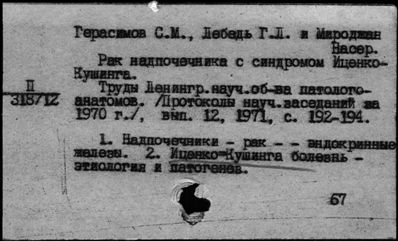 Герасимов С.М., Лебедь Г.Л. и Мироджан
Насер.
Рак надпочечника с синдромом Иценко-
Кушинга.
П
318712
Труды Ленингр.науч.об-ва патолого-
анатомов. /Протоколы науч.заседаний за
1970 г./, вып. 12, 1971, с. 192-194.
1. Надпочечники - рак - - эндокринные
железы. 2. Иценко-Кушинга болезнь -
этиология и патогенез.
67